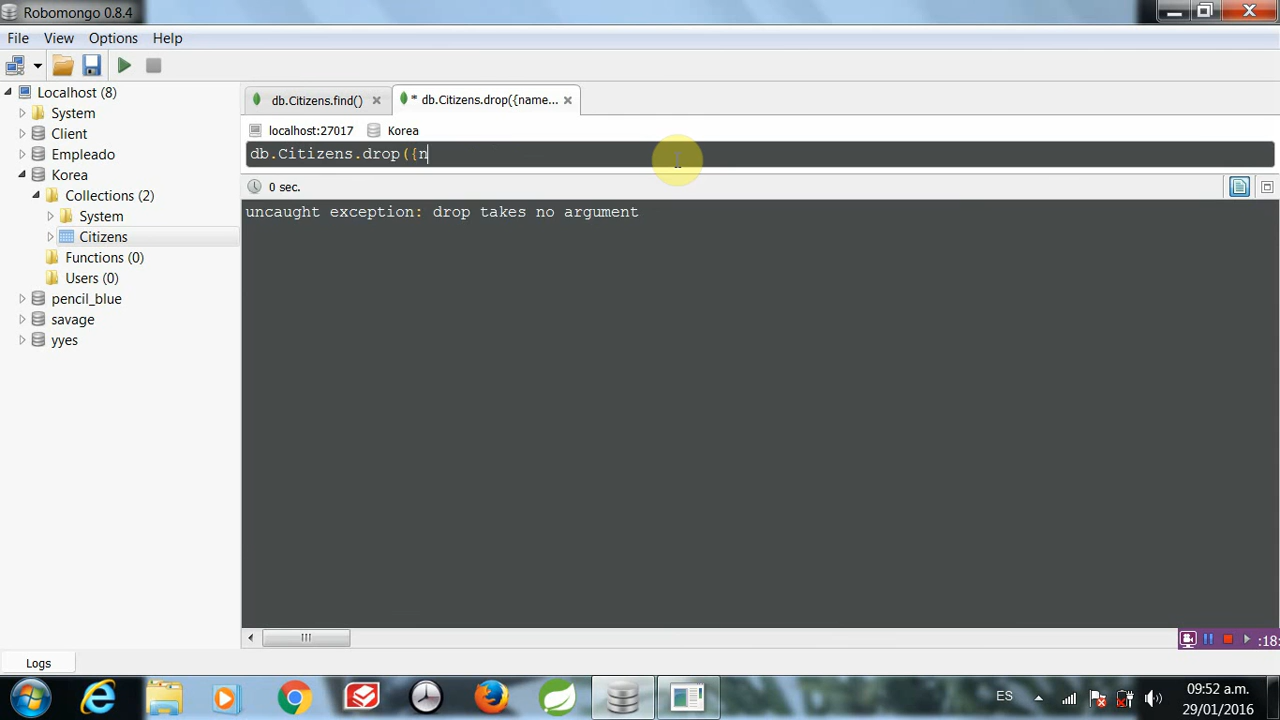 Robomongo 0.8.4
File View Options Help
Localhost (8)
System
Client
Empleado
Korea
Collections (2)
System
Citizens
Functions (0)
Users (0)
pencil_blue
savage
yyes
db.Citizens.find() * db.Citizens.drop({name...
localhost:27017 Korea
db.Citizens.drop({n
0 sec.
uncaught exception: drop takes no argument
:18:
Logs
ES
09:52 a.m.
29/01/2016